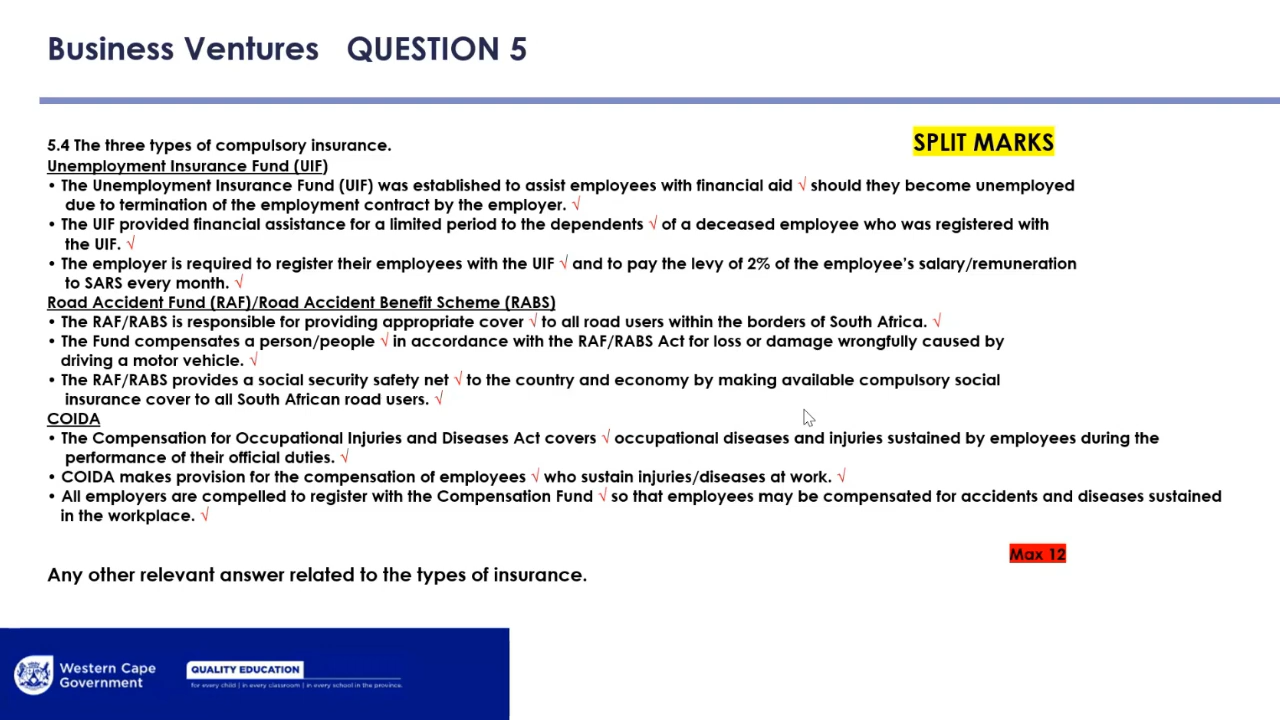 Business Ventures QUESTION 5
5.4 The three types of compulsory insurance.
SPLIT MARKS
Unemployment Insurance Fund (UIF)
• The Unemployment Insurance Fund (UIF) was established to assist employees with financial aid √ should they become unemployed
due to termination of the employment contract by the employer. √
• The UIF provided financial assistance for a limited period to the dependents √ of a deceased employee who was registered with
the UIF. √
• The employer is required to register their employees with the UIF √ and to pay the levy of 2% of the employee’s salary/remuneration
to SARS every month. √
Road Accident Fund (RAF)/Road Accident Benefit Scheme (RABS)
• The RAF/RABS is responsible for providing appropriate cover √ to all road users within the borders of South Africa. √
• The Fund compensates a person/people √ in accordance with the RAF/RABS Act for loss or damage wrongfully caused by
driving a motor vehicle. √
• The RAF/RABS provides a social security safety net √ to the country and economy by making available compulsory social
insurance cover to all South African road users. √
COIDA
• The Compensation for Occupational Injuries and Diseases Act covers √ occupational diseases and injuries sustained by employees during the
performance of their official duties. √
• COIDA makes provision for the compensation of employees √ who sustain injuries/diseases at work. √
• All employers are compelled to register with the Compensation Fund √ so that employees may be compensated for accidents and diseases sustained
in the workplace. √
Max 12
Any other relevant answer related to the types of insurance.
Western Cape
Government
QUALITY EDUCATION
for every child | in every classroom | in every school in the province.